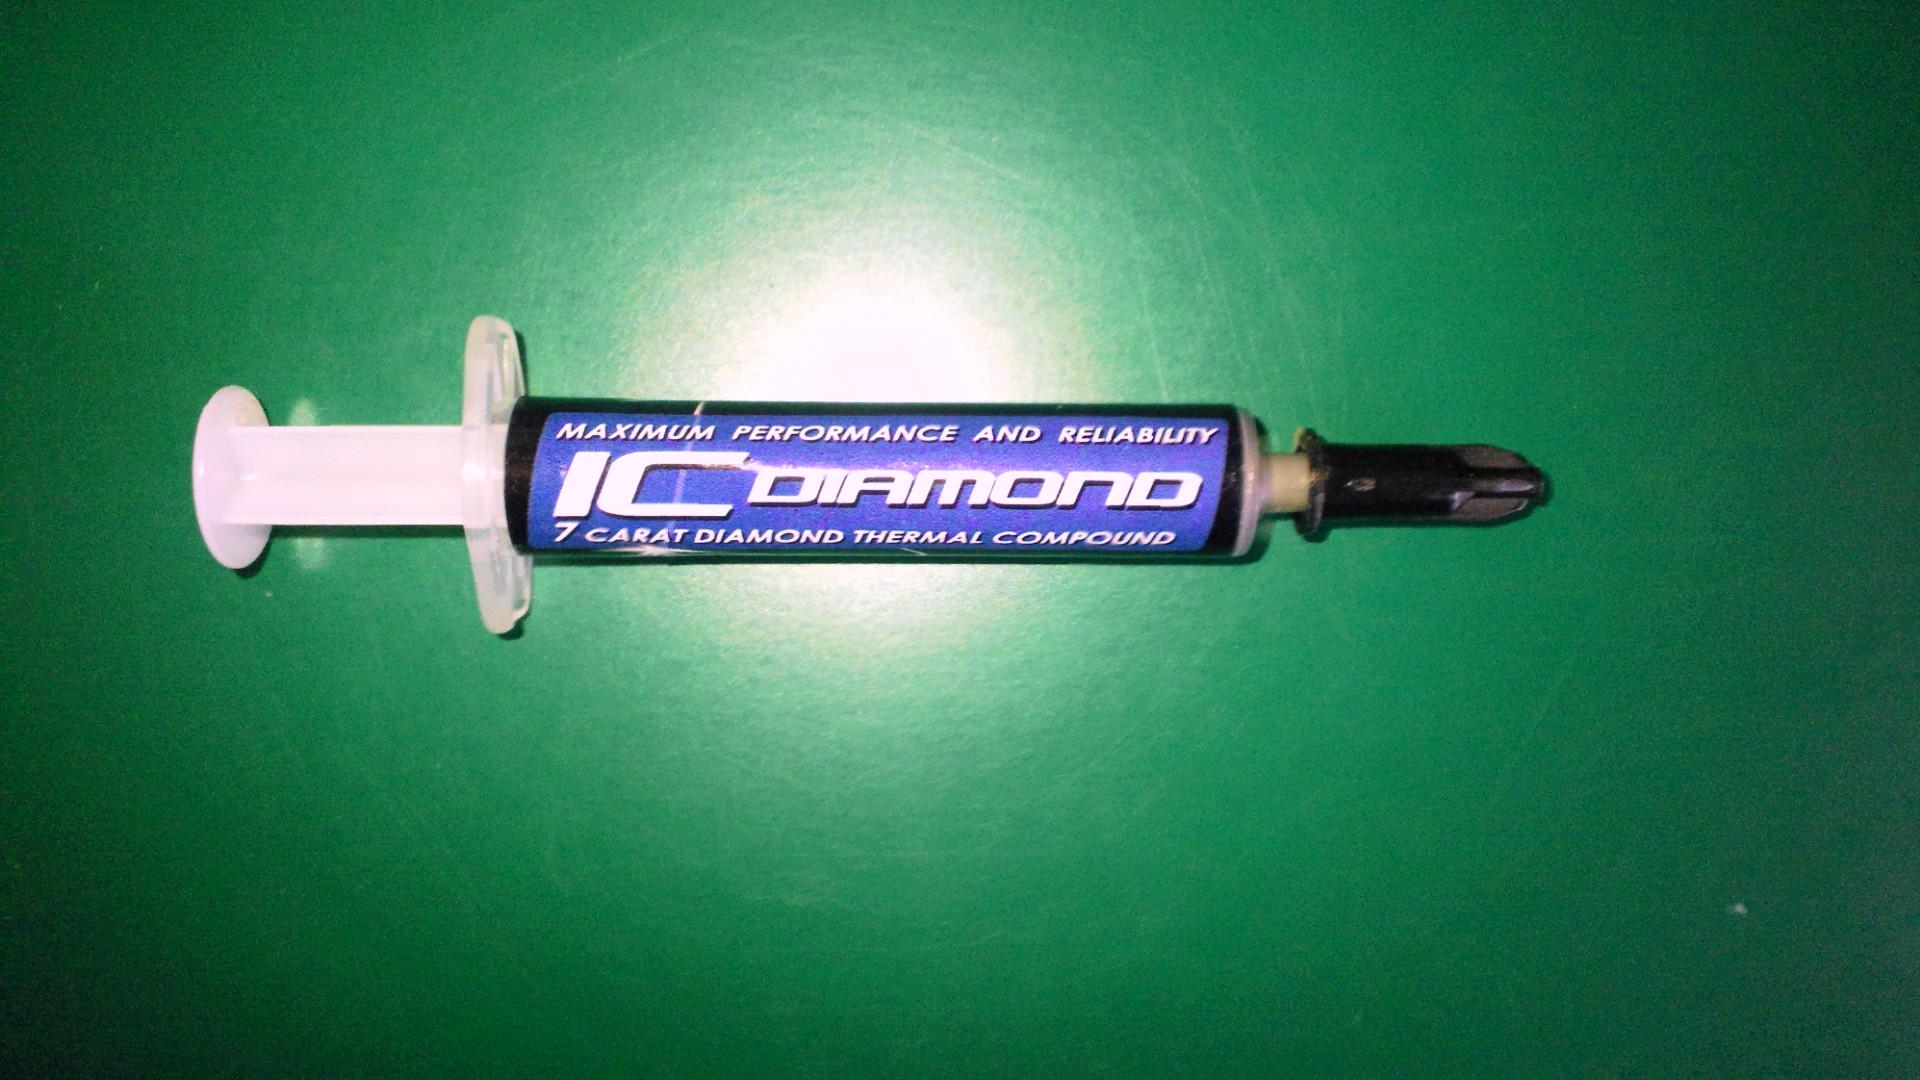 MAXIMUM PERFORMANCE AND RELIABILITY
IC DIAMOND
7 CARAT DIAMOND THERMAL COMPOUND